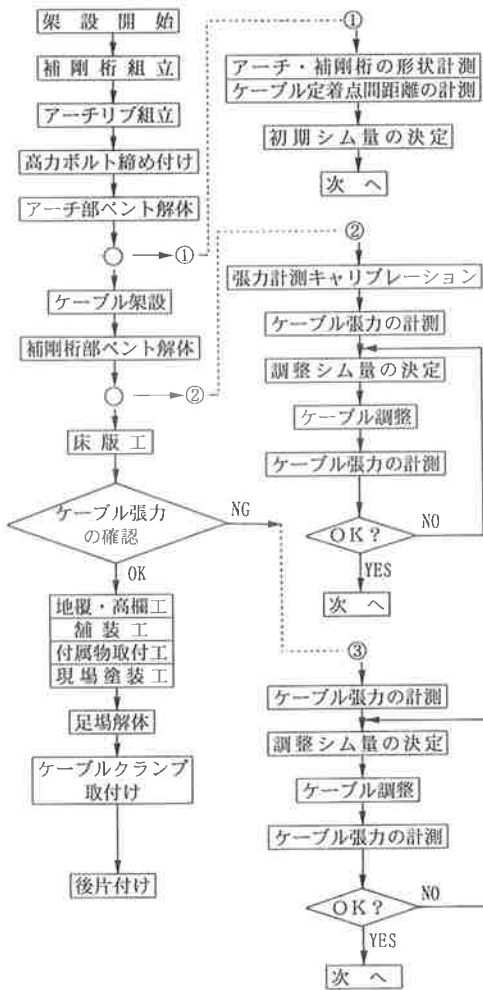 架設開始
補剛桁組立
アーチリブ組立
高力ボルト締め付け
アーチ部ベント解体
①
ケーブル架設
補剛桁部ベント解体
②
床版工
ケーブル張力
の確認
NG
OK
地覆・高欄工
舗装工
付属物取付工
現場塗装工
足場解体
ケーブルクランプ
取付け
後片付け
①
アーチ・補剛桁の形状計測
ケーブル定着点間距離の計測
初期シム量の決定
次へ
②
張力計測キャリブレーション
ケーブル張力の計測
調整シム量の決定
ケーブル調整
ケーブル張力の計測
OK?
NO
YES
次へ
③
ケーブル張力の計測
調整シム量の決定
ケーブル調整
ケーブル張力の計測
OK?
NO
YES
次へ